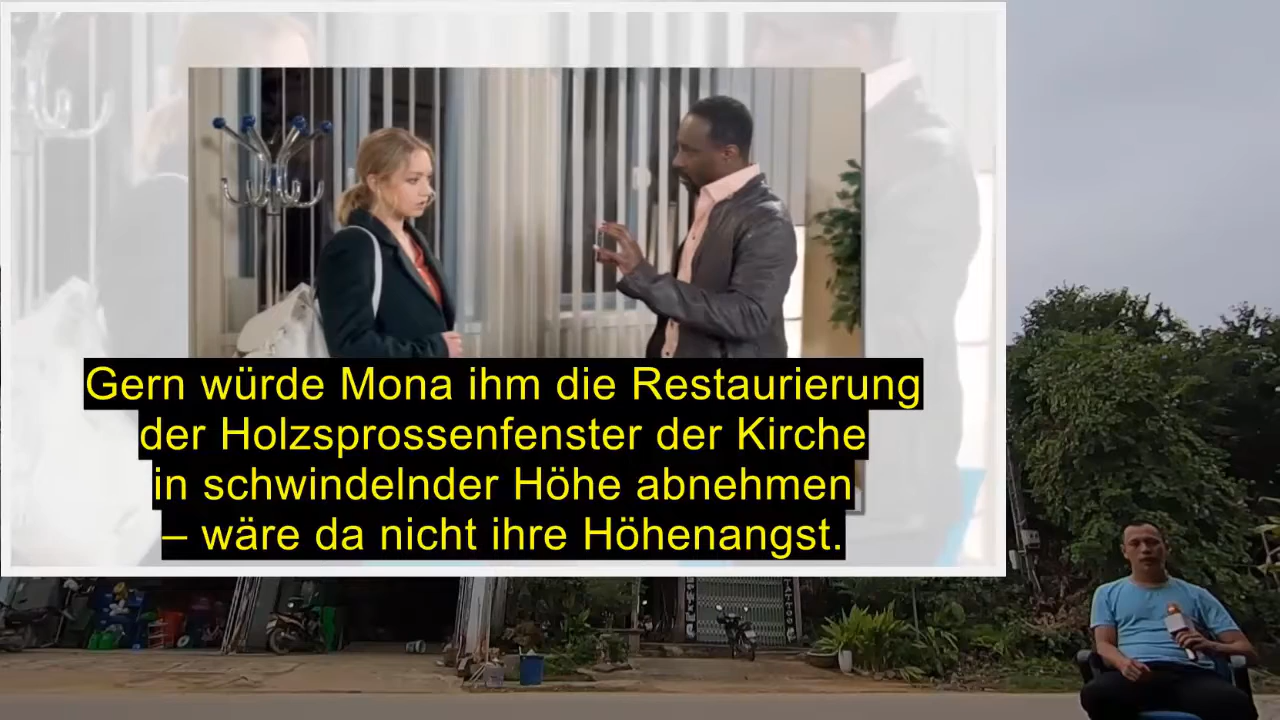 Gern würde Mona ihm die Restaurierung
der Holzsprossenfenster der Kirche
in schwindelnder Höhe abnehmen
– wäre da nicht ihre Höhenangst.
TATTOO